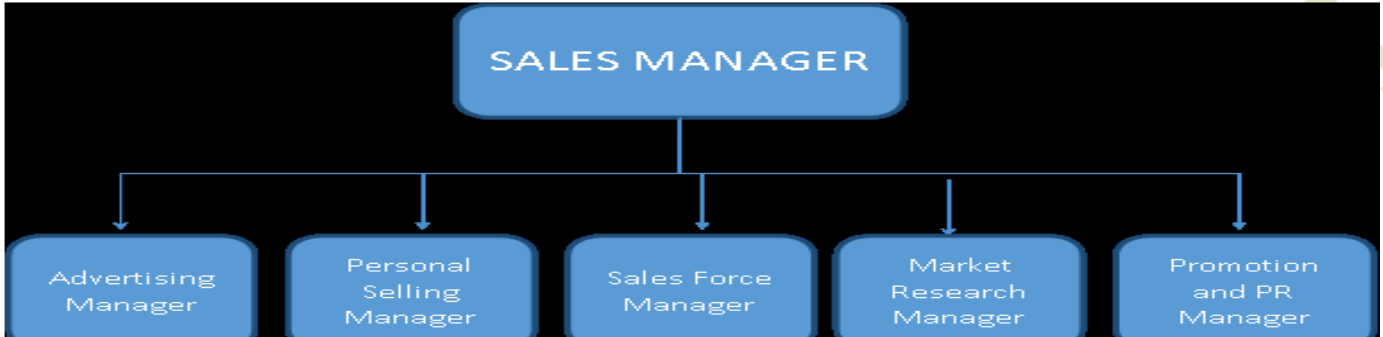 SALES MANAGER
Advertising
Manager
Personal
Selling
Manager
Sales Force
Manager
Market
Research
Manager
Promotion
and PR
Manager